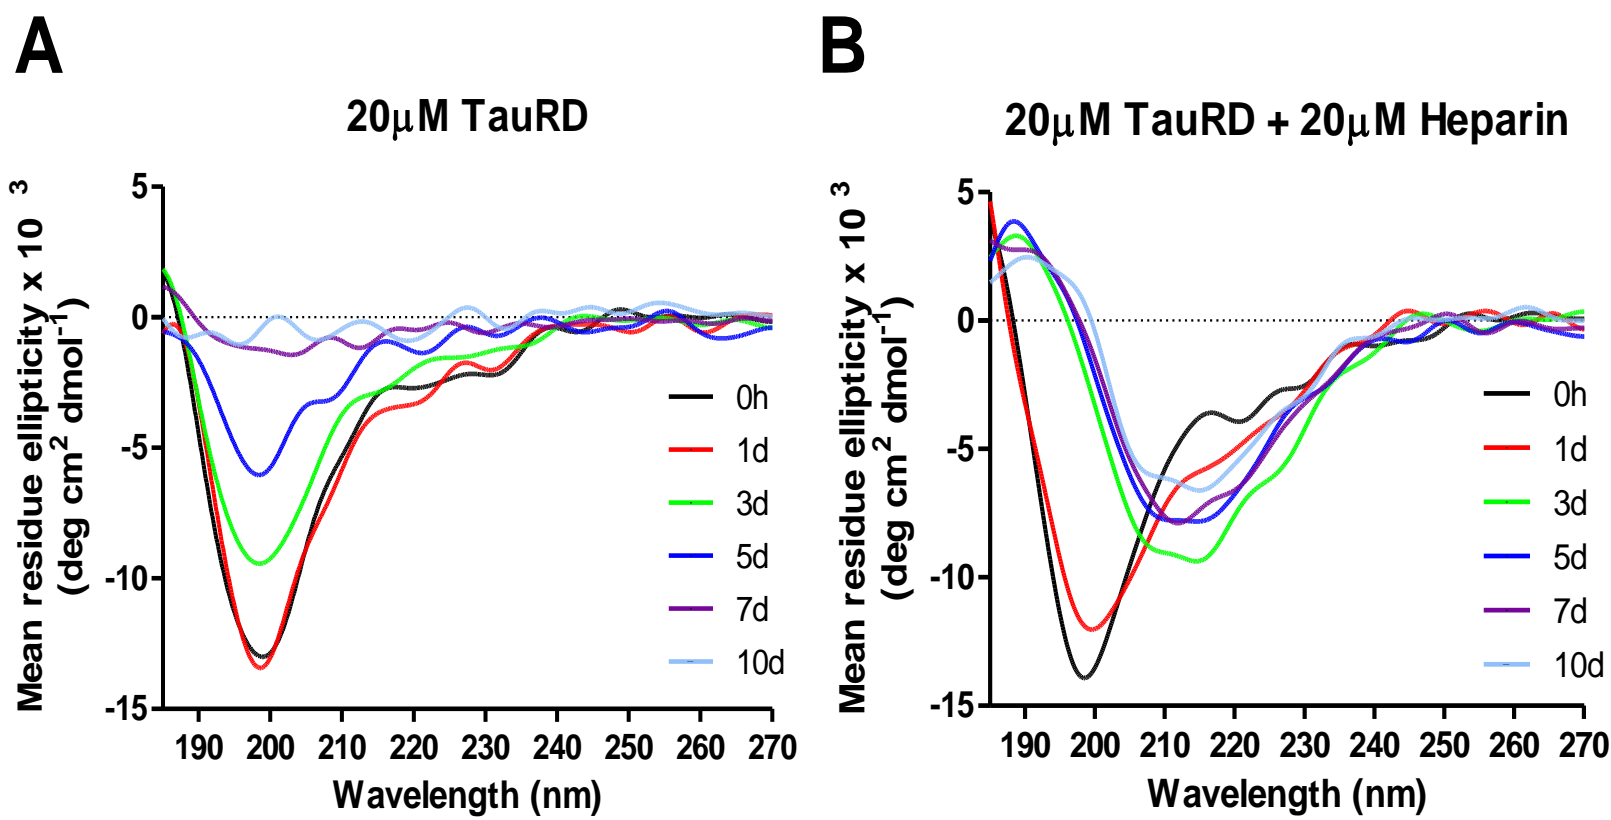 A
20μM TauRD
Mean residue ellipticity x 10 3
(deg cm2 dmol-1)
5
0
-5
-10
-15
190 200 210 220 230 240 250 260 270
Wavelength (nm)
0h
1d
3d
5d
7d
10d
B
20μM TauRD + 20μM Heparin
Mean residue ellipticity x 10 3
(deg cm2 dmol-1)
5
0
-5
-10
-15
190 200 210 220 230 240 250 260 270
Wavelength (nm)
0h
1d
3d
5d
7d
10d